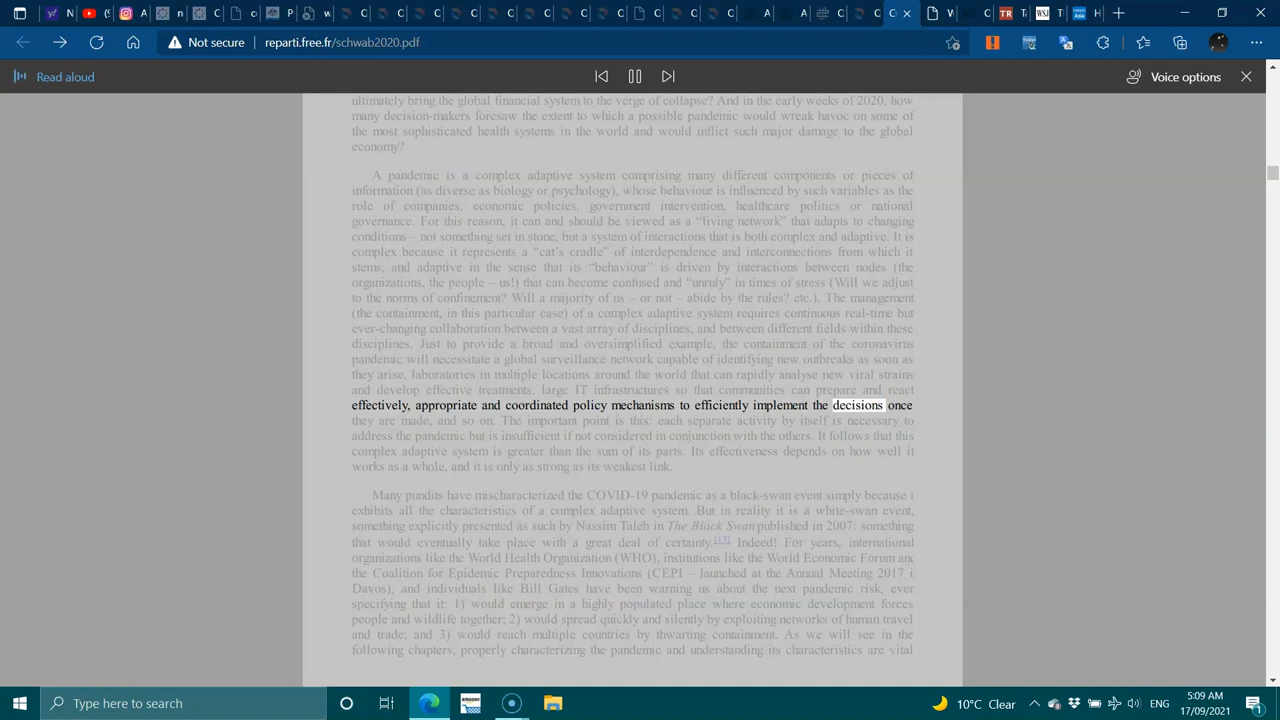 Not secure
reparti.free.fr/schwab2020.pdf
Read aloud
Voice options
ultimately bring the global financial system to the verge of collapse? And in the early weeks of 2020, how
many decision-makers foresaw the extent to which a possible pandemic would wreak havoc on some of
the most sophisticated health systems in the world and would inflict such major damage to the global
economy?
A pandemic is a complex adaptive system comprising many different components or pieces of
information (as diverse as biology or psychology), whose behaviour is influenced by such variables as the
role of companies, economic policies, government intervention, healthcare politics or national
governance. For this reason, it can and should be viewed as a “living network” that adapts to changing
conditions – not something set in stone, but a system of interactions that is both complex and adaptive. It is
complex because it represents a “cat’s cradle” of interdependence and interconnections from which it
stems, and adaptive in the sense that its “behaviour” is driven by interactions between nodes (the
organizations, the people – us!) that can become confused and “unruly” in times of stress (Will we adjust
to the norms of confinement? Will a majority of us – or not – abide by the rules? etc.). The management
(the containment, in this particular case) of a complex adaptive system requires continuous real-time but
ever-changing collaboration between a vast array of disciplines, and between different fields within these
disciplines. Just to provide a broad and oversimplified example, the containment of the coronavirus
pandemic will necessitate a global surveillance network capable of identifying new outbreaks as soon as
they arise, laboratories in multiple locations around the world that can rapidly analyse new viral strains
and develop effective treatments, large IT infrastructures so that communities can prepare and react
effectively, appropriate and coordinated policy mechanisms to efficiently implement the decisions once
they are made, and so on. The important point is this: each separate activity by itself is necessary to
address the pandemic but is insufficient if not considered in conjunction with the others. It follows that this
complex adaptive system is greater than the sum of its parts. Its effectiveness depends on how well it
works as a whole, and it is only as strong as its weakest link.
Many pundits have mischaracterized the COVID-19 pandemic as a black-swan event simply because i
exhibits all the characteristics of a complex adaptive system. But in reality it is a white-swan event,
something explicitly presented as such by Nassim Taleb in The Black Swan published in 2007: something
that would eventually take place with a great deal of certainty.[13] Indeed! For years, international
organizations like the World Health Organization (WHO), institutions like the World Economic Forum and
the Coalition for Epidemic Preparedness Innovations (CEPI – launched at the Annual Meeting 2017 i
Davos), and individuals like Bill Gates have been warning us about the next pandemic risk, even
specifying that it: 1) would emerge in a highly populated place where economic development forces
people and wildlife together; 2) would spread quickly and silently by exploiting networks of human travel
and trade; and 3) would reach multiple countries by thwarting containment. As we will see in the
following chapters, properly characterizing the pandemic and understanding its characteristics are vital
Type here to search
10°C Clear
ENG
5:09 AM
17/09/2021